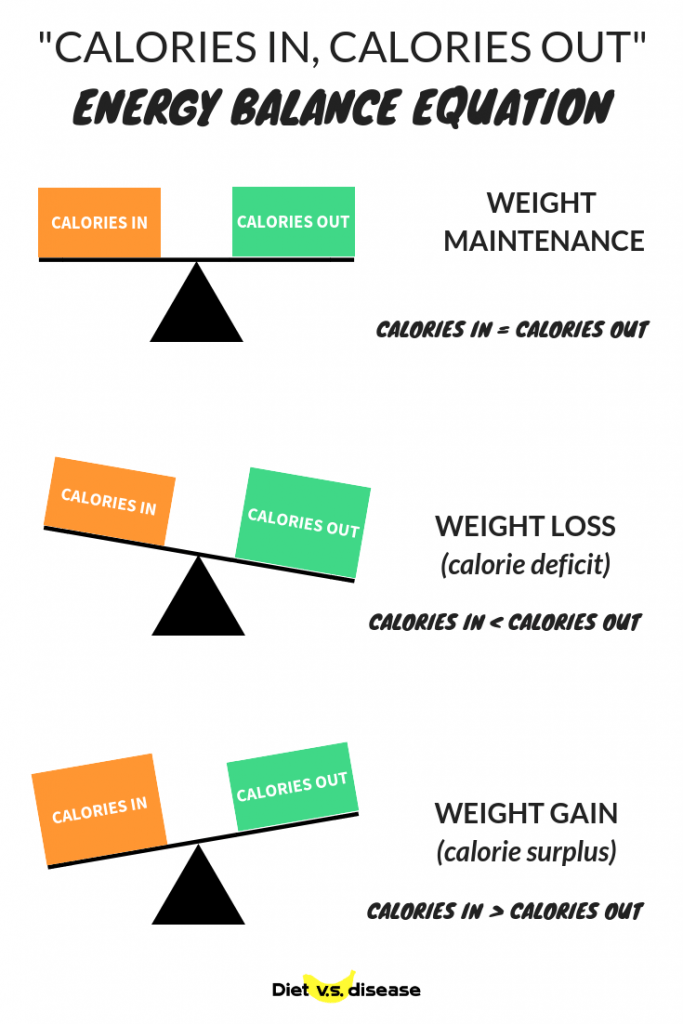 "CALORIES IN, CALORIES OUT"
ENERGY BALANCE EQUATION
CALORIES IN
CALORIES OUT
WEIGHT
MAINTENANCE
CALORIES IN = CALORIES OUT
CALORIES IN
CALORIES OUT
WEIGHT LOSS
(calorie deficit)
CALORIES IN < CALORIES OUT
CALORIES IN
CALORIES OUT
WEIGHT GAIN
(calorie surplus)
CALORIES IN > CALORIES OUT
Diet v.s. disease